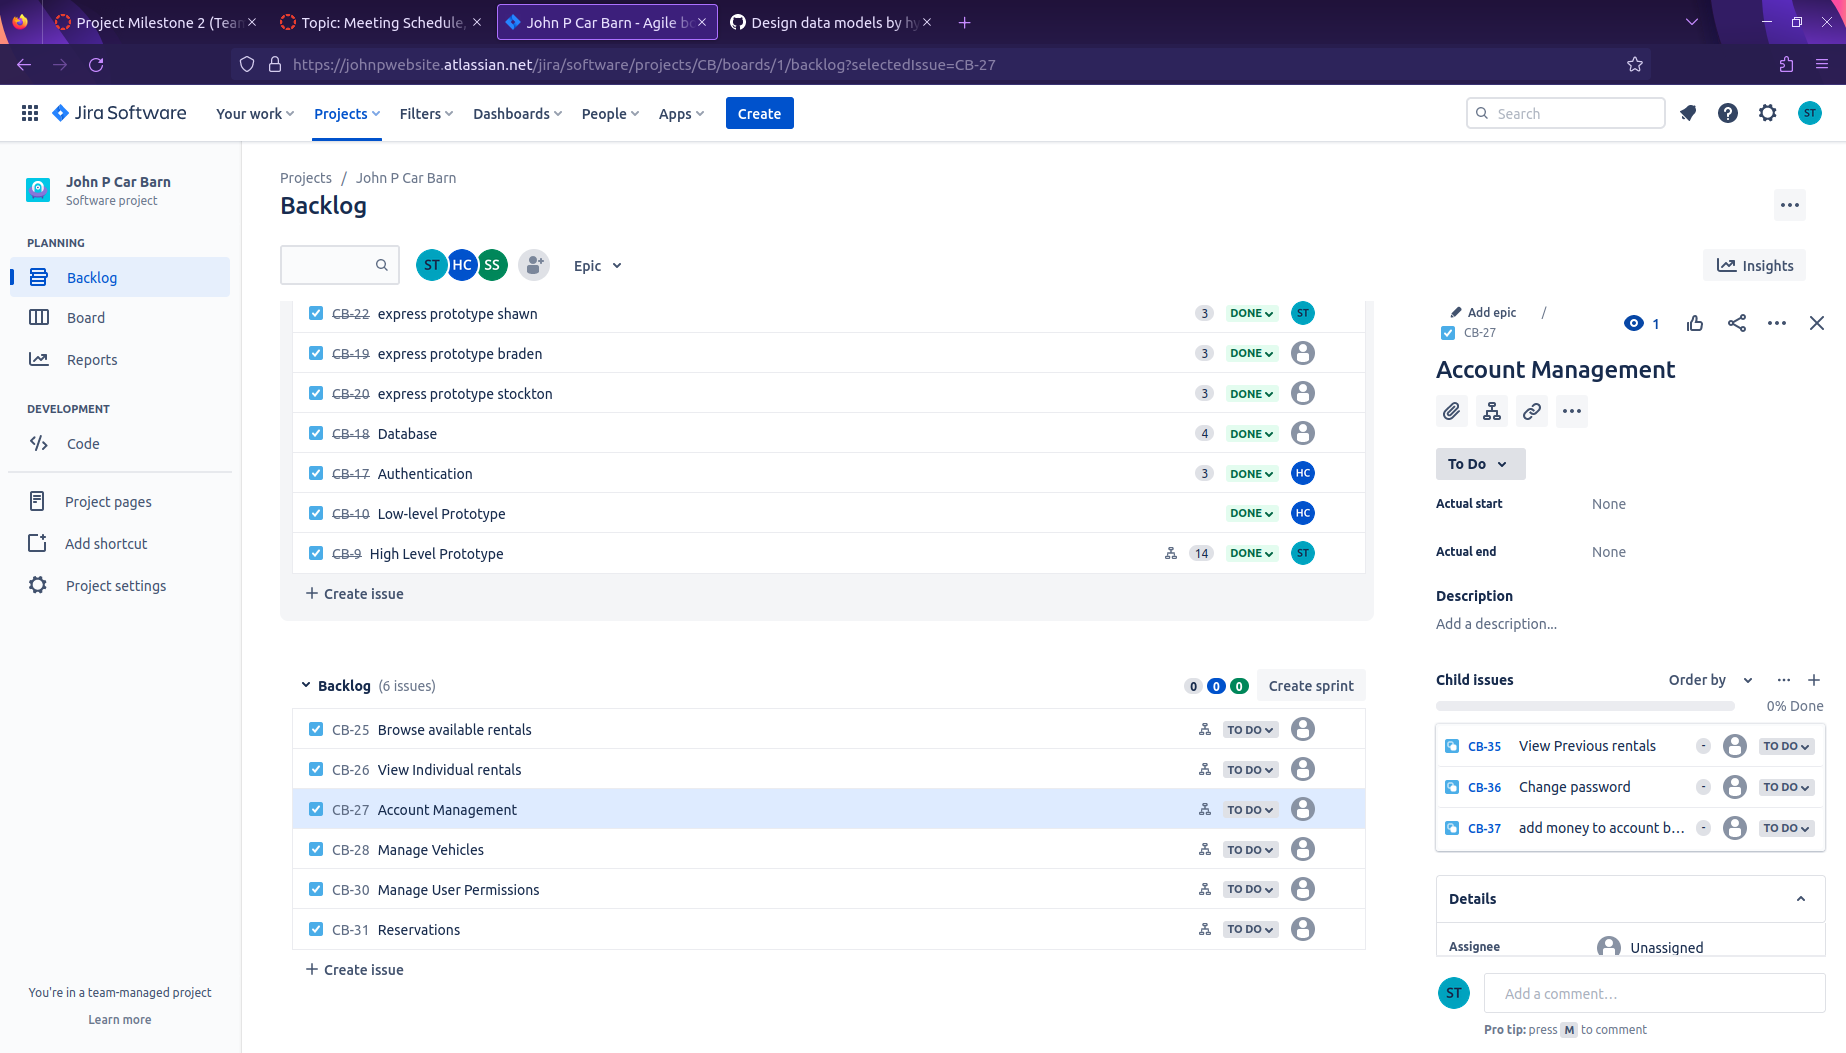 Project Milestone 2 (Team
Topic: Meeting Schedule,
John P Car Barn - Agile bo
Design data models by hy
https://johnpwebsite.atlassian.net/jira/software/projects/CB/boards/1/backlog?selectedIssue=CB-27
Jira Software
Your work
Projects
Filters
Dashboards
People
Apps
Create
Search
ST
John P Car Barn
Software project
PLANNING
Backlog
Board
Reports
DEVELOPMENT
Code
Project pages
Add shortcut
Project settings
You're in a team-managed project
Learn more
Projects / John P Car Barn
Backlog
ST HC SS
Epic
Insights
CB-22 express prototype shawn 3 DONE ST
CB-19 express prototype braden 3 DONE
CB-20 express prototype stockton 3 DONE
CB-18 Database 4 DONE
CB-17 Authentication 3 DONE HC
CB-10 Low-level Prototype DONE HC
CB-9 High Level Prototype 14 DONE ST
+ Create issue
Backlog (6 issues) 0 0 0 Create sprint
CB-25 Browse available rentals TO DO
CB-26 View Individual rentals TO DO
CB-27 Account Management TO DO
CB-28 Manage Vehicles TO DO
CB-30 Manage User Permissions TO DO
CB-31 Reservations TO DO
+ Create issue
Add epic /
CB-27
1
Account Management
To Do
Actual start None
Actual end None
Description
Add a description...
Child issues Order by
0% Done
CB-35 View Previous rentals - TO DO
CB-36 Change password - TO DO
CB-37 add money to account b... - TO DO
Details
Assignee Unassigned
ST Add a comment…
Pro tip: press M to comment